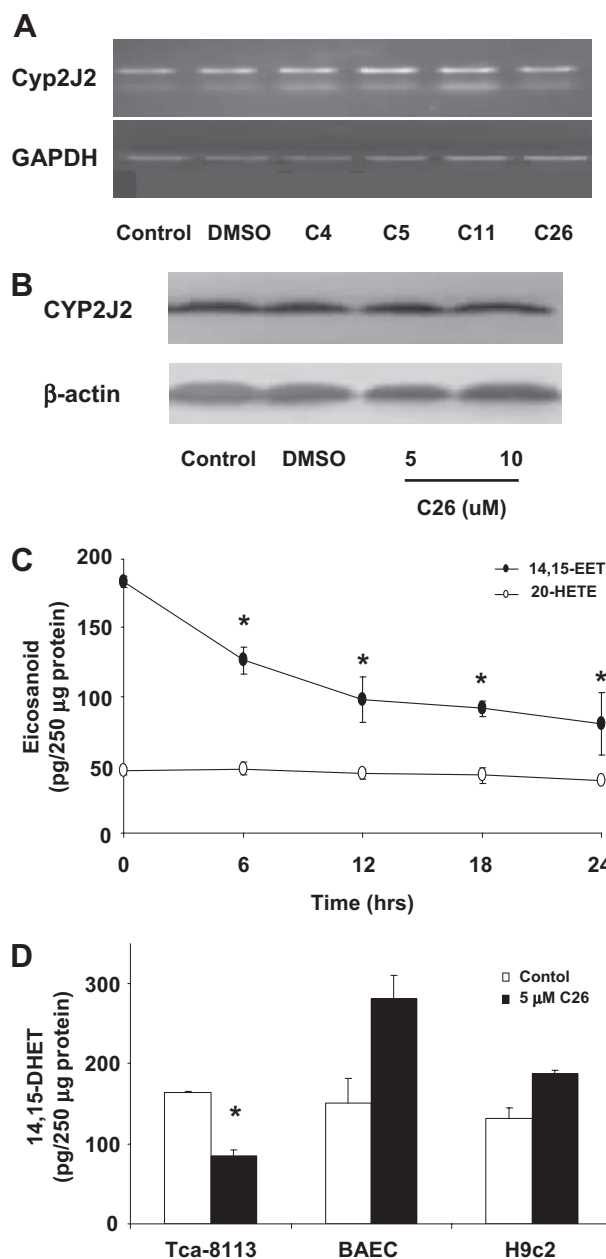 A
Cyp2J2
GAPDH
Control DMSO C4 C5 C11 C26
B
CYP2J2
β-actin
Control DMSO 5 10
C26 (uM)
C
200
14,15-EET
20-HETE
150
*
*
*
*
100
50
0
Eicosanoid
(pg/250 µg protein)
0 6 12 18 24
Time (hrs)
D
300
Contol
5 µM C26
200
*
100
0
14,15-DHET
(pg/250 µg protein)
Tca-8113 BAEC H9c2